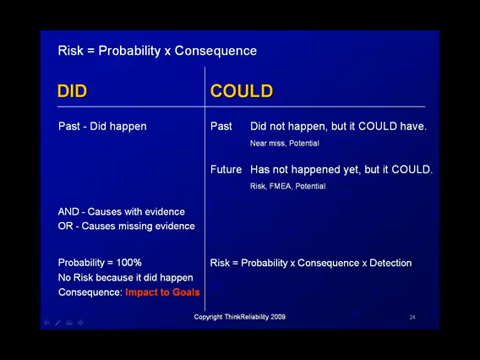 Risk = Probability x Consequence
DID
COULD
Past - Did happen
Past Did not happen, but it COULD have.
Near miss, Potential
Future Has not happened yet, but it COULD.
Risk, FMEA, Potential
AND - Causes with evidence
OR - Causes missing evidence
Probability = 100%
No Risk because it did happen
Consequence: Impact to Goals
Risk = Probability x Consequence x Detection
Copyright ThinkReliability 2009
24